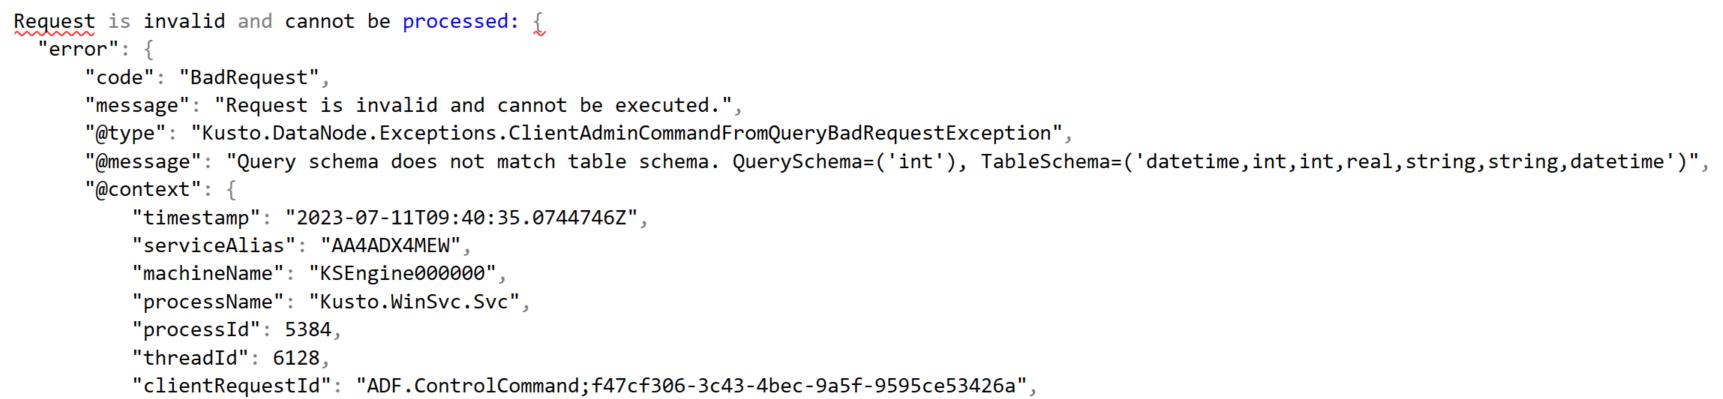 Request is invalid and cannot be processed: {
"error": {
"code": "BadRequest",
"message": "Request is invalid and cannot be executed.",
"@type": "Kusto.DataNode.Exceptions.ClientAdminCommandFromQueryBadRequestException",
"@message": "Query schema does not match table schema. QuerySchema=('int'), TableSchema=('datetime,int,int,real,string,string,datetime')",
"@context": {
"timestamp": "2023-07-11T09:40:35.0744746Z",
"serviceAlias": "AA4ADX4MEW",
"machineName": "KSEngine000000",
"processName": "Kusto.WinSvc.Svc",
"processId": 5384,
"threadId": 6128,
"clientRequestId": "ADF.ControlCommand;f47cf306-3c43-4bec-9a5f-9595ce53426a",